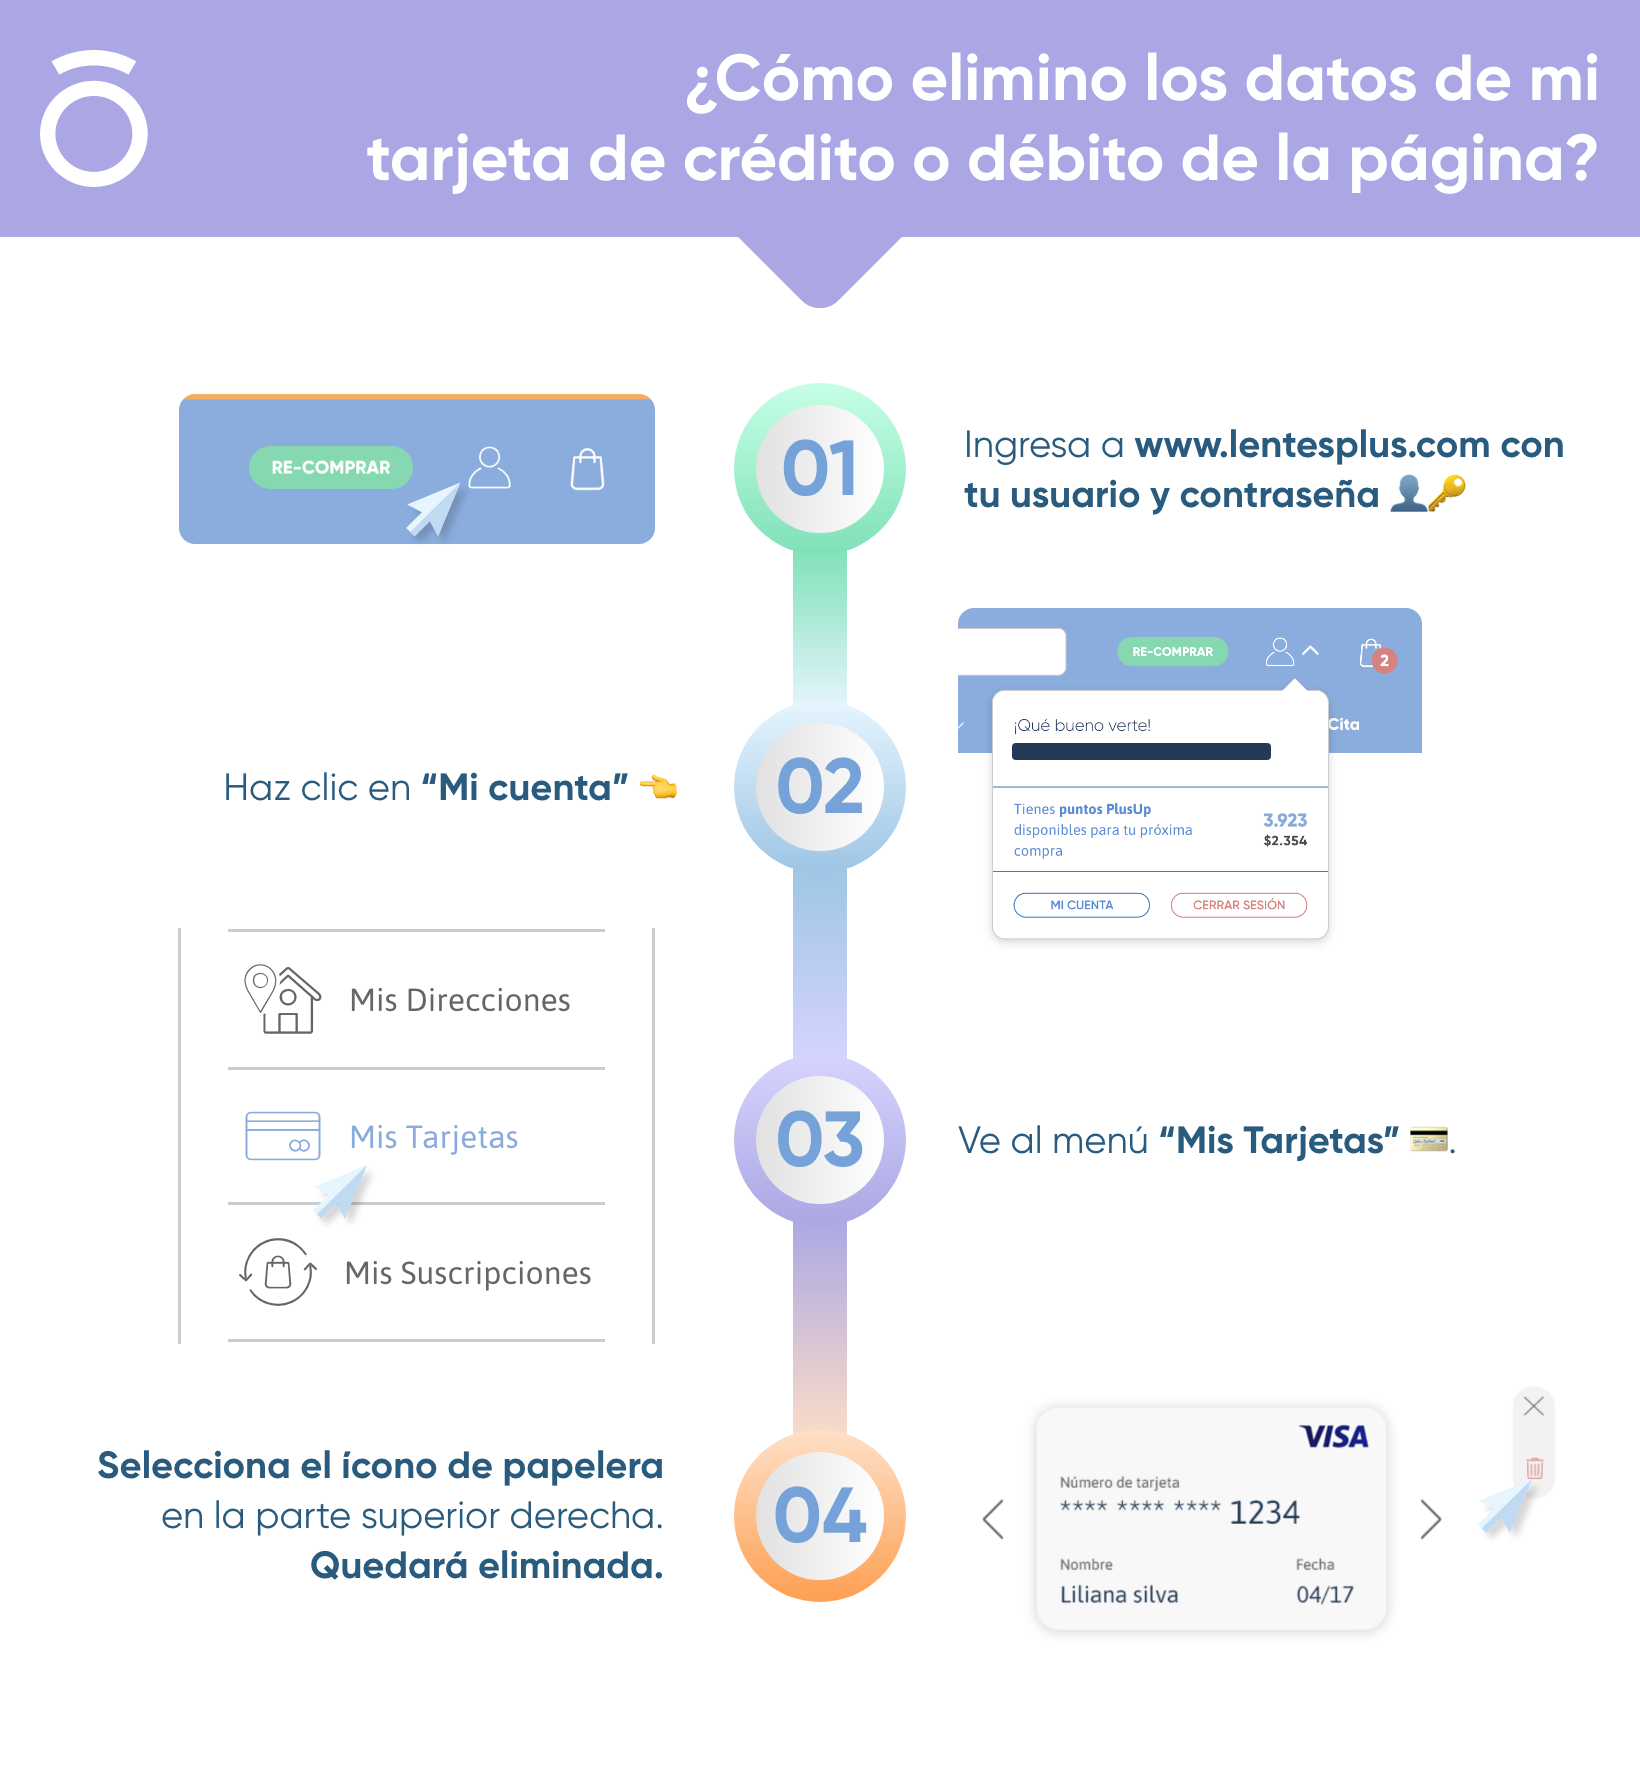 ¿Cómo elimino los datos de mi
tarjeta de crédito o débito de la página?
RE-COMPRAR
01
Ingresa a www.lentesplus.com con
tu usuario y contraseña
RE-COMPRAR
2
Cita
¡Qué bueno verte!
Tienes puntos PlusUp
disponibles para tu próxima
compra
3.923
$2.354
MI CUENTA
CERRAR SESIÓN
Haz clic en “Mi cuenta”
02
Mis Direcciones
Mis Tarjetas
Mis Suscripciones
03
Ve al menú “Mis Tarjetas” .
Selecciona el ícono de papelera
en la parte superior derecha.
Quedará eliminada.
04
VISA
Número de tarjeta
**** **** **** 1234
Nombre
Fecha
Liliana silva
04/17